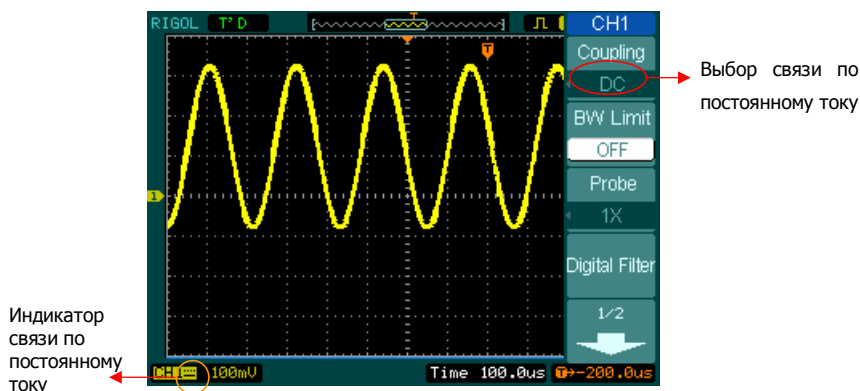 RIGOL T'D T CH1
Coupling
DC
BW Limit
OFF
Probe
1X
Digital Filter
1/2
T
1
CH1 100mV Time 100.0us T→-200.0us
Выбор связи по
постоянному току
Индикатор
связи по
постоянному
току